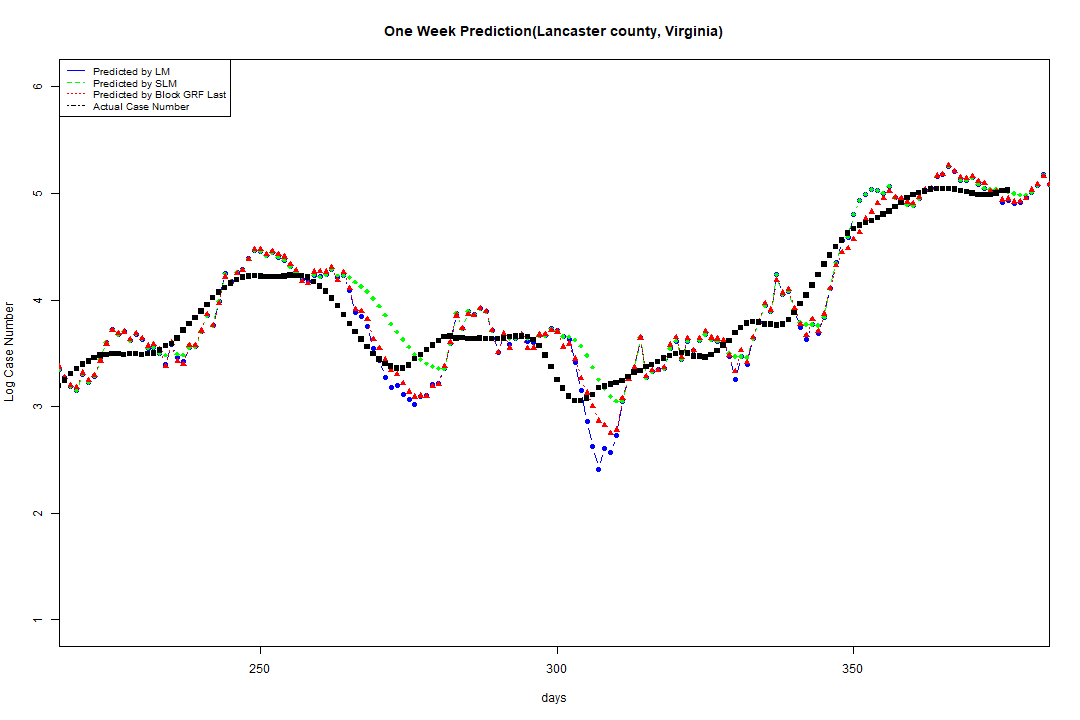 One Week Prediction(Lancaster county, Virginia)
Predicted by LM
Predicted by SLM
Predicted by Block GRF Last
Actual Case Number
6
5
4
3
2
1
Log Case Number
250
300
350
days